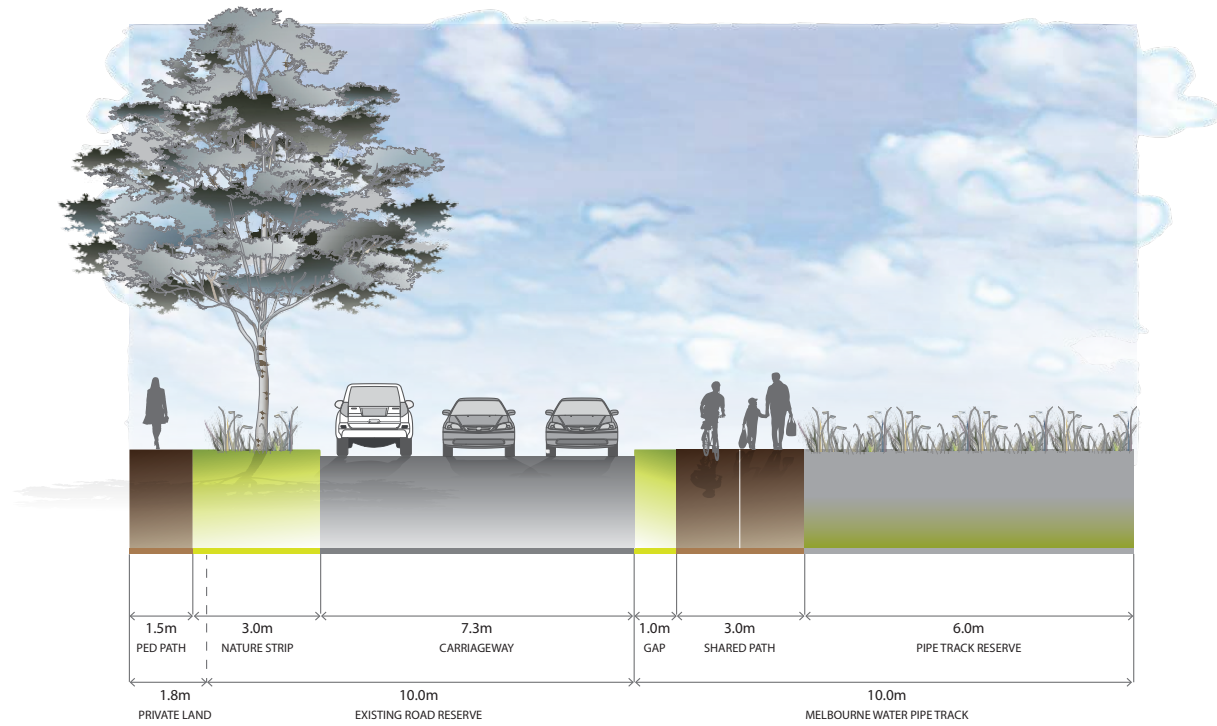 1.5m 3.0m 7.3m 1.0m 3.0m 6.0m
PED PATH NATURE STRIP CARRIAGEWAY GAP SHARED PATH PIPE TRACK RESERVE
1.8m 10.0m 10.0m
PRIVATE LAND EXISTING ROAD RESERVE MELBOURNE WATER PIPE TRACK